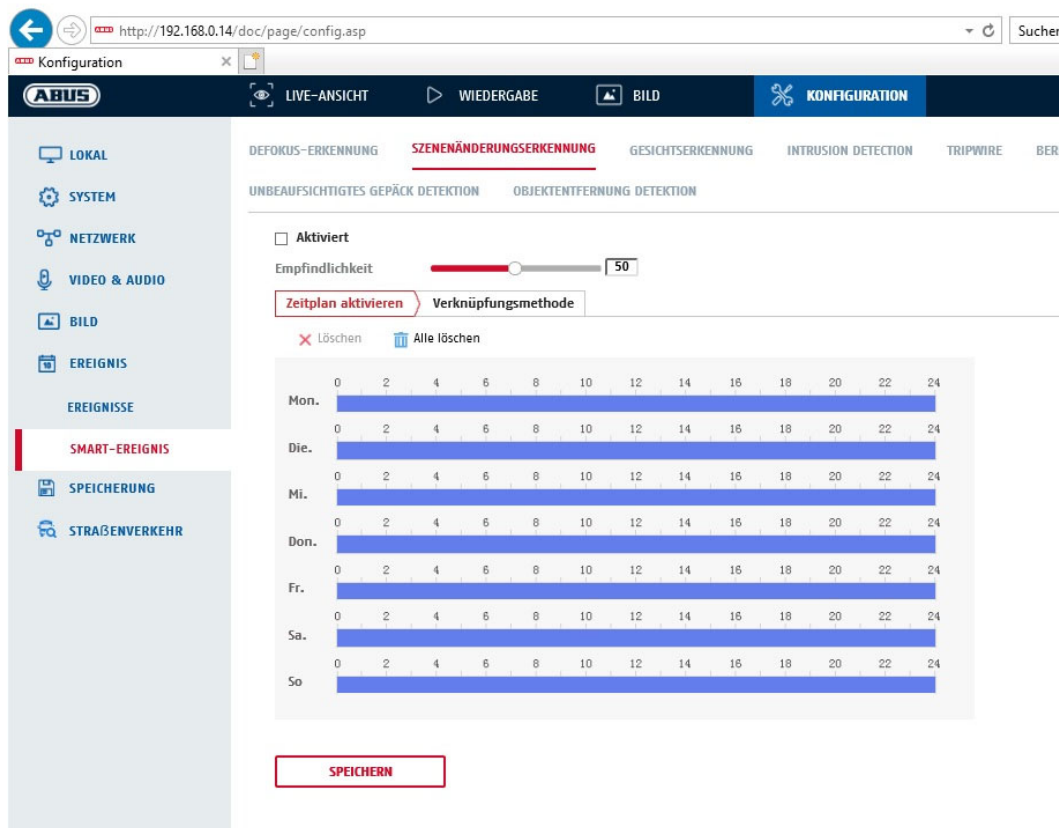 http://192.168.0.14/doc/page/config.asp
Konfiguration
ABUS
LIVE-ANSICHT WIEDERGABE BILD KONFIGURATION
LOKAL
SYSTEM
NETZWERK
VIDEO & AUDIO
BILD
EREIGNIS
EREIGNISSE
SMART-EREIGNIS
SPEICHERUNG
STRAßENVERKEHR
DEFOKUS-ERKENNUNG SZENENÄNDERUNGSERKENNUNG GESICHTSERKENNUNG INTRUSION DETECTION TRIPWIRE BER
UNBEAUFSICHTIGTES GEPÄCK DETEKTION OBJEKTENTFERNUNG DETEKTION
Aktiviert
Empfindlichkeit 50
Zeitplan aktivieren Verknüpfungsmethode
Löschen Alle löschen
0 2 4 6 8 10 12 14 16 18 20 22 24
Mon.
0 2 4 6 8 10 12 14 16 18 20 22 24
Die.
0 2 4 6 8 10 12 14 16 18 20 22 24
Mi.
0 2 4 6 8 10 12 14 16 18 20 22 24
Don.
0 2 4 6 8 10 12 14 16 18 20 22 24
Fr.
0 2 4 6 8 10 12 14 16 18 20 22 24
Sa.
0 2 4 6 8 10 12 14 16 18 20 22 24
So
SPEICHERN